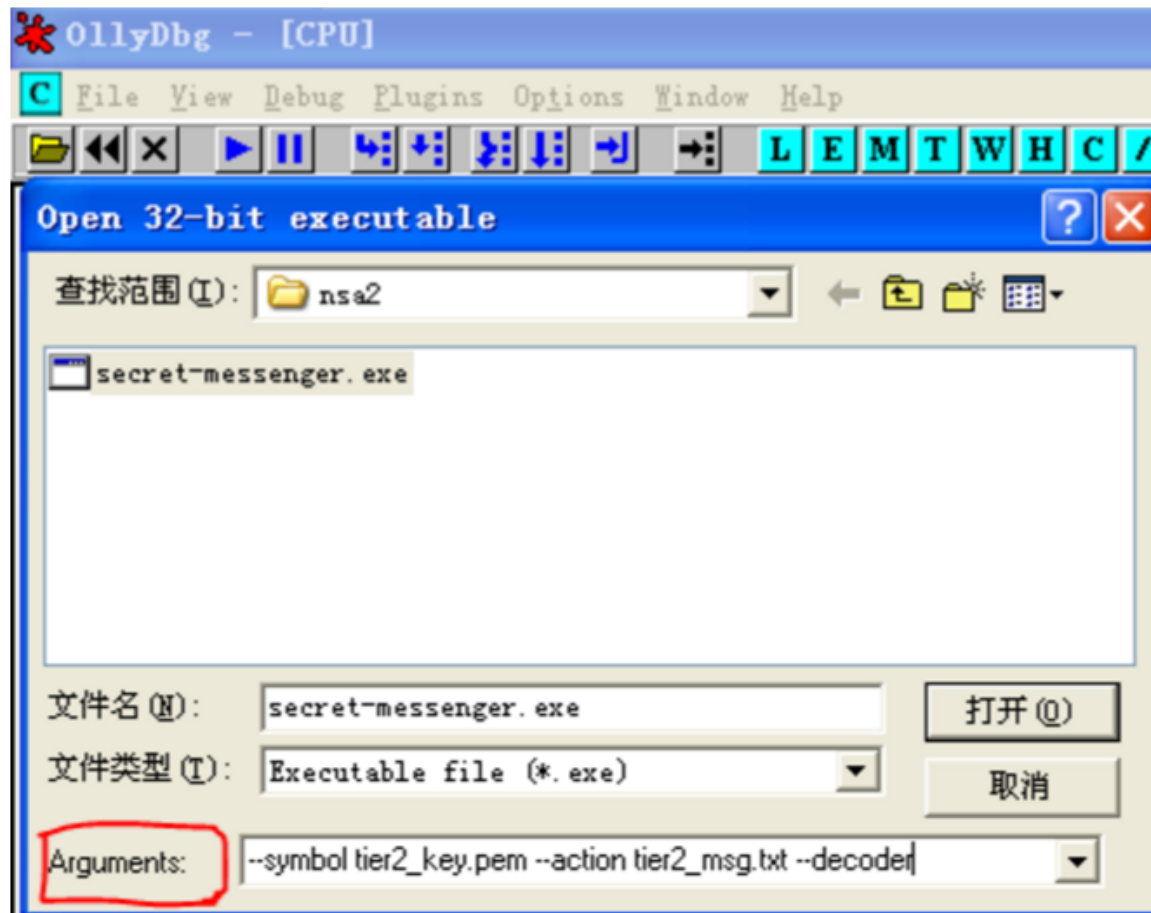 OllyDbg - [CPU]
C File View Debug Plugins Options Window Help
L E M T W H C /
Open 32-bit executable
查找范围(I): nsa2
secret-messenger.exe
文件名(N): secret-messenger.exe 打开(O)
文件类型(T): Executable file (*.exe) 取消
Arguments: --symbol tier2_key.pem --action tier2_msg.txt --decoder